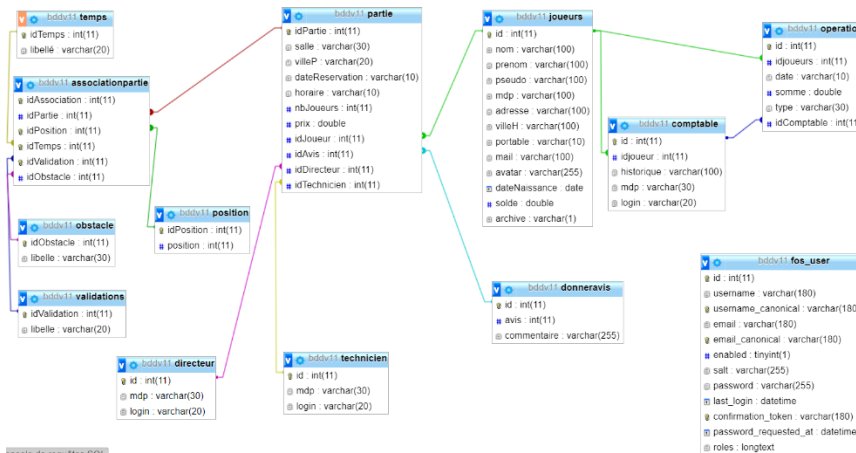 bddv11 temps
idTemps : int(11)
libellé : varchar(20)
bddv11 associationpartie
idAssociation : int(11)
idPartie : int(11)
idPosition : int(11)
idTemps : int(11)
idValidation : int(11)
idObstacle : int(11)
bddv11 obstacle
idObstacle : int(11)
libelle : varchar(30)
bddv11 validations
idValidation : int(11)
libelle : varchar(20)
bddv11 position
idPosition : int(11)
position : int(11)
bddv11 directeur
id : int(11)
mdp : varchar(30)
login : varchar(20)
bddv11 partie
idPartie : int(11)
salle : varchar(30)
villeP : varchar(20)
dateReservation : varchar(10)
horaire : varchar(10)
nbJoueurs : int(11)
prix : double
idJoueur : int(11)
idAvis : int(11)
idDirecteur : int(11)
idTechnicien : int(11)
bddv11 technicien
id : int(11)
mdp : varchar(30)
login : varchar(20)
bddv11 joueurs
id : int(11)
nom : varchar(100)
prenom : varchar(100)
pseudo : varchar(100)
mdp : varchar(100)
adresse : varchar(100)
villeH : varchar(100)
portable : varchar(10)
mail : varchar(100)
avatar : varchar(255)
dateNaissance : date
solde : double
archive : varchar(1)
bddv11 donneravis
id : int(11)
avis : int(11)
commentaire : varchar(255)
bddv11 comptable
id : int(11)
idjoueur : int(11)
historique : varchar(100)
mdp : varchar(30)
login : varchar(20)
bddv11 operatio
id : int(11)
idjoueurs : int(11)
date : varchar(10)
somme : double
type : varchar(30)
idComptable : int(11
bddv11 fos_user
id : int(11)
username : varchar(180)
username_canonical : varchar(180
email : varchar(180)
email_canonical : varchar(180)
enabled : tinyint(1)
salt : varchar(255)
password : varchar(255)
last_login : datetime
confirmation_token : varchar(180)
password_requested_at : datetime
roles : longtext